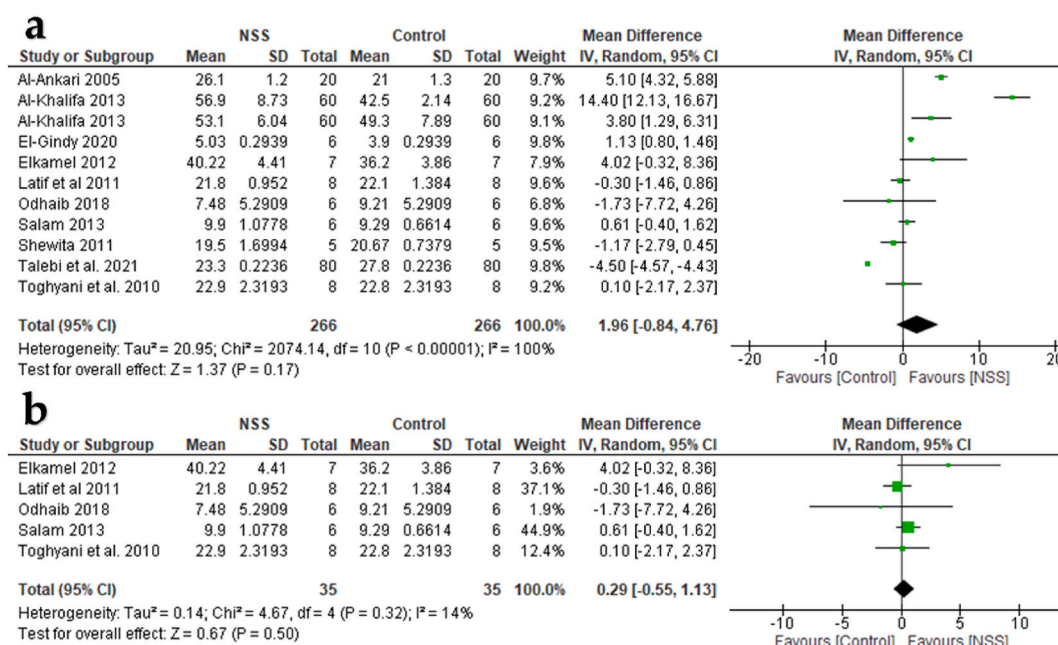 a
NSS Control Mean Difference Mean Difference
Study or Subgroup Mean SD Total Mean SD Total Weight IV, Random, 95% CI IV, Random, 95% CI
Al-Ankari 2005 26.1 1.2 20 21 1.3 20 9.7% 5.10 [4.32, 5.88]
Al-Khalifa 2013 56.9 8.73 60 42.5 2.14 60 9.2% 14.40 [12.13, 16.67]
Al-Khalifa 2013 53.1 6.04 60 49.3 7.89 60 9.2% 3.80 [1.29, 6.31]
El-Gindy 2020 5.03 0.2939 6 3.9 0.2939 6 9.8% 1.13 [0.80, 1.46]
Elkamel 2012 40.22 4.41 7 36.2 3.86 7 7.9% 4.02 [-0.32, 8.36]
Latif et al 2011 21.8 0.952 8 22.1 1.384 8 9.6% -0.30 [-1.46, 0.86]
Odhaib 2018 7.48 5.2909 6 9.21 5.2909 6 6.6% -1.73 [-7.72, 4.26]
Salam 2013 9.9 1.0778 6 9.29 0.6614 6 9.7% 0.61 [-0.40, 1.62]
Shewita 2011 19.5 1.6994 5 20.67 0.7379 5 9.5% -1.17 [-2.79, 0.45]
Talebi et al. 2021 23.3 0.2236 80 27.8 0.2236 80 9.8% -4.50 [-4.57, -4.43]
Toghyani et al. 2010 22.9 2.3193 8 22.8 2.3193 8 9.2% 0.10 [-2.17, 2.37]
Total (95% CI) 266 266 100.0% 1.96 [-0.84, 4.76]
Heterogeneity: Tau² = 20.95; Chi² = 2074.14, df = 10 (P < 0.00001); I² = 100%
Test for overall effect: Z = 1.37 (P = 0.17)
-20 -10 0 10 20
Favours [Control] Favours [NSS]
b
NSS Control Mean Difference Mean Difference
Study or Subgroup Mean SD Total Mean SD Total Weight IV, Random, 95% CI IV, Random, 95% CI
Elkamel 2012 40.22 4.41 7 36.2 3.86 7 3.6% 4.02 [-0.32, 8.36]
Latif et al 2011 21.8 0.952 8 22.1 1.384 8 37.1% -0.30 [-1.46, 0.86]
Odhaib 2018 7.48 5.2909 6 9.21 5.2909 6 1.9% -1.73 [-7.72, 4.26]
Salam 2013 9.9 1.0778 6 9.29 0.6614 6 44.9% 0.61 [-0.40, 1.62]
Toghyani et al. 2010 22.9 2.3193 8 22.8 2.3193 8 12.4% 0.10 [-2.17, 2.37]
Total (95% CI) 35 35 100.0% 0.29 [-0.55, 1.13]
Heterogeneity: Tau² = 0.14; Chi² = 4.67, df = 4 (P = 0.32); I² = 14%
Test for overall effect: Z = 0.67 (P = 0.50)
-10 -5 0 5 10
Favours [Control] Favours [NSS]